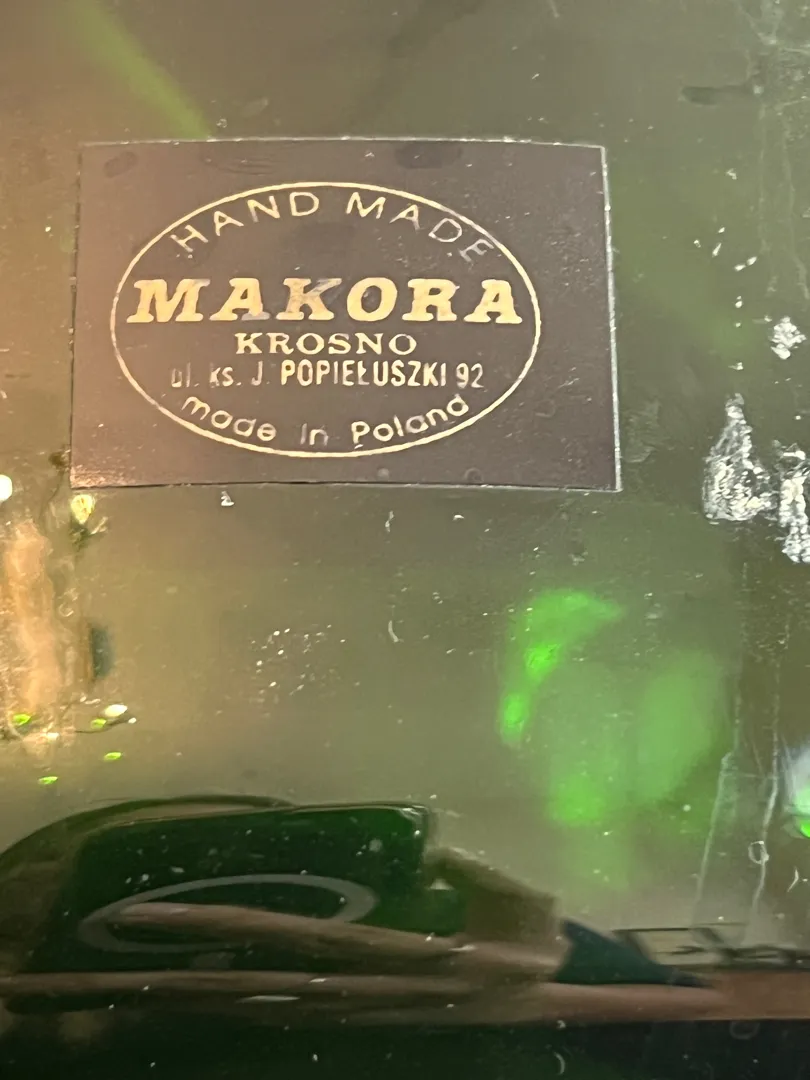 HAND MADE
MAKORA
KROSNO
ul. ks. J. POPIEŁUSZKI 92
made in Poland